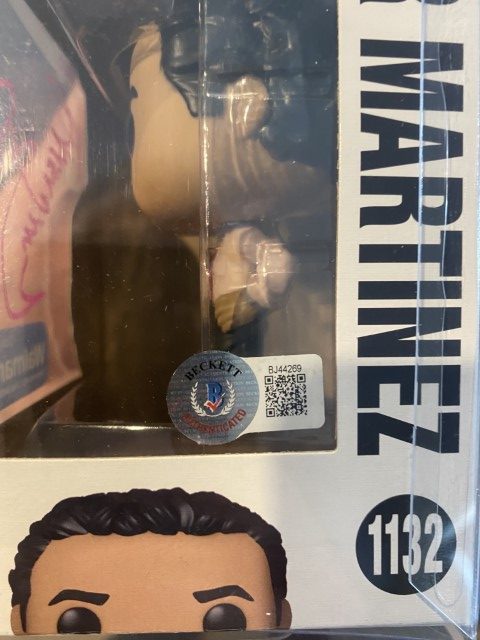 R MARTINEZ
BECKETT
B
AUTHENTICATED
BJ44269
1132